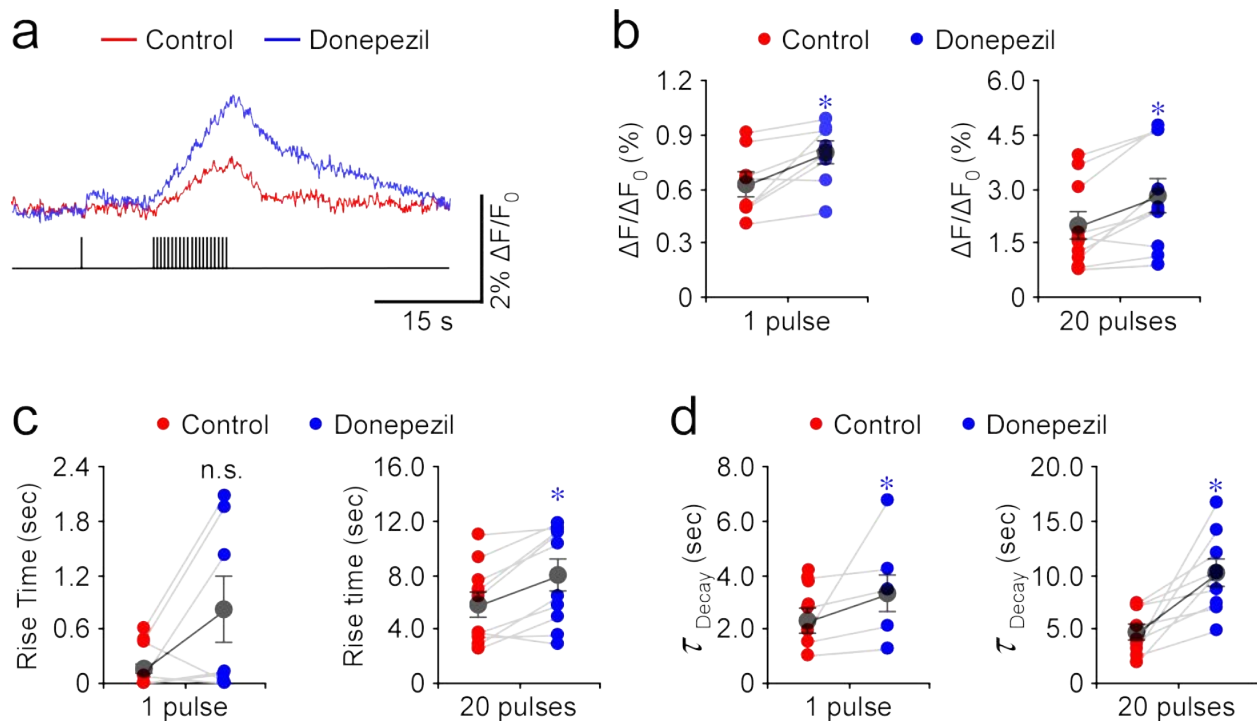 a
Control Donepezil
2% ΔF/F₀
15 s
b
Control Donepezil
ΔF/ΔF₀ (%)
1.2
0.9
0.6
0.3
0
*
1 pulse
ΔF/ΔF₀ (%)
6.0
4.5
3.0
1.5
0
*
20 pulses
c
Control Donepezil
Rise Time (sec)
2.4
1.8
1.2
0.6
0
n.s.
1 pulse
Rise time (sec)
16.0
12.0
8.0
4.0
0
*
20 pulses
d
Control Donepezil
τ Decay (sec)
8.0
6.0
4.0
2.0
0
*
1 pulse
τ Decay (sec)
20.0
15.0
10.0
5.0
0
*
20 pulses